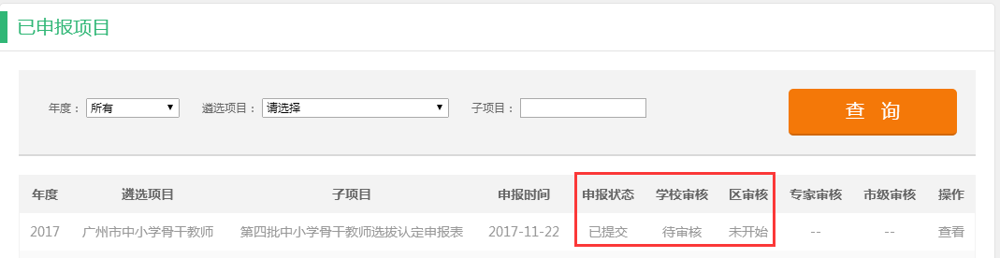 已申报项目
年度： 所有 遴选项目： 请选择 子项目： 查 询
年度 遴选项目 子项目 申报时间 申报状态 学校审核 区审核 专家审核 市级审核 操作
2017 广州市中小学骨干教师 第四批中小学骨干教师选拔认定申报表 2017-11-22 已提交 待审核 未开始 -- -- 查看